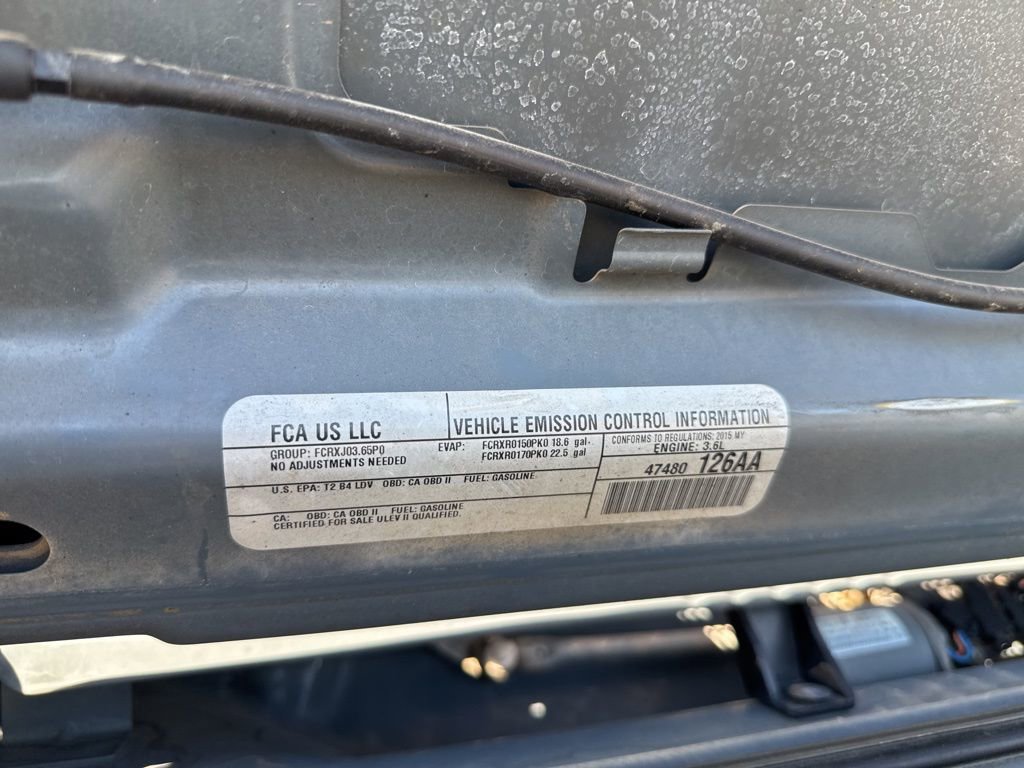 FCA US LLC
VEHICLE EMISSION CONTROL INFORMATION
GROUP: FCRXJ03.65P0
NO ADJUSTMENTS NEEDED
EVAP: FCRXR0150PK0 18.6 gal.
FCRXR0170PK0 22.5 gal
CONFORMS TO REGULATIONS: 2015 MY
ENGINE: 3.6L
47480 126AA
U.S. EPA: T2 B4 LDV OBD: CA OBD II FUEL: GASOLINE
CA: OBD: CA OBD II FUEL: GASOLINE
CERTIFIED FOR SALE ULEV II QUALIFIED.